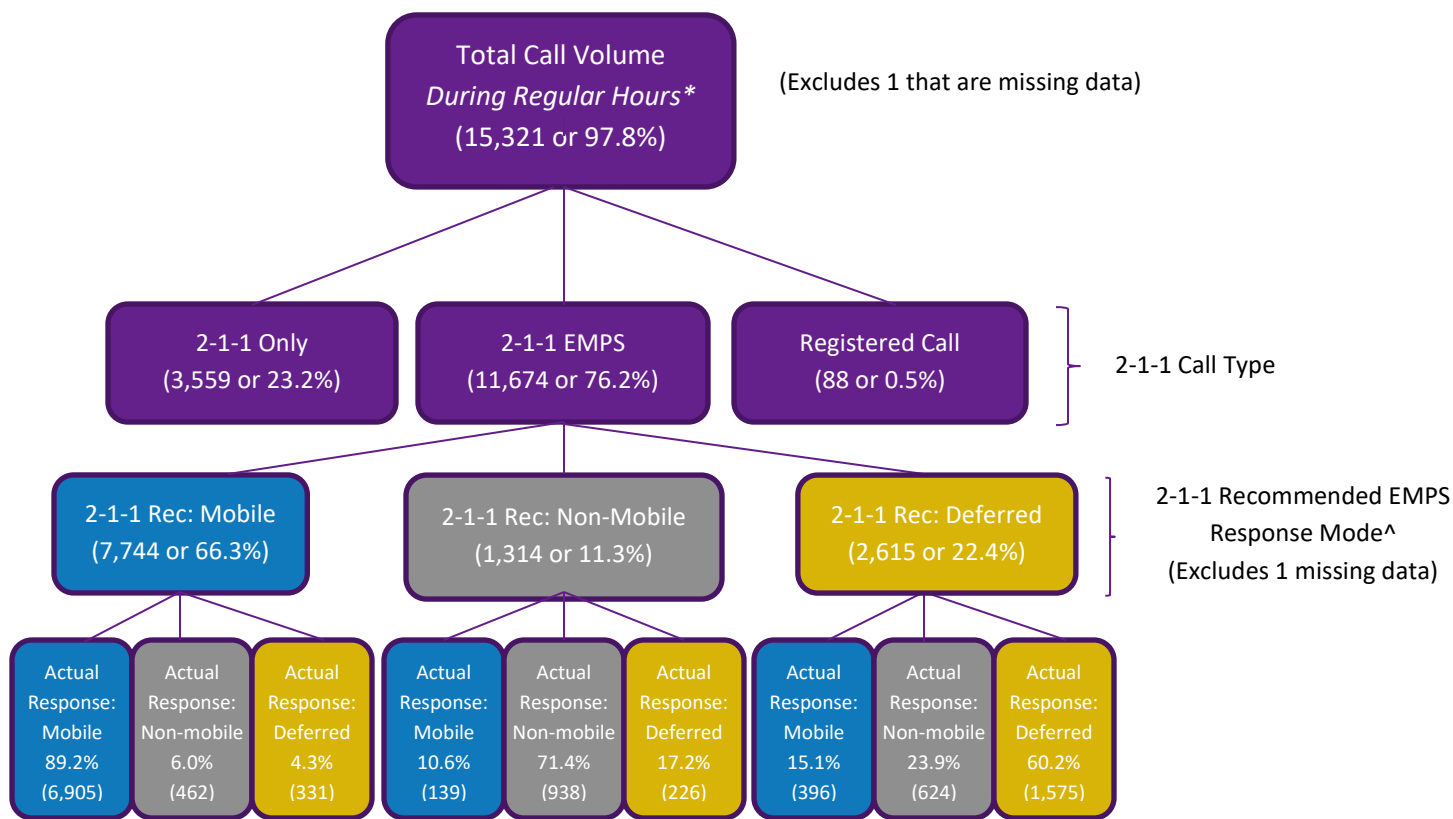 Total Call Volume
During Regular Hours*
(15,321 or 97.8%)
(Excludes 1 that are missing data)
2-1-1 Only
(3,559 or 23.2%)
2-1-1 EMPS
(11,674 or 76.2%)
Registered Call
(88 or 0.5%)
2-1-1 Call Type
2-1-1 Rec: Mobile
(7,744 or 66.3%)
2-1-1 Rec: Non-Mobile
(1,314 or 11.3%)
2-1-1 Rec: Deferred
(2,615 or 22.4%)
2-1-1 Recommended EMPS
Response Mode^
(Excludes 1 missing data)
Actual
Response:
Mobile
89.2%
(6,905)
Actual
Response:
Non-mobile
6.0%
(462)
Actual
Response:
Deferred
4.3%
(331)
Actual
Response:
Mobile
10.6%
(139)
Actual
Response:
Non-mobile
71.4%
(938)
Actual
Response:
Deferred
17.2%
(226)
Actual
Response:
Mobile
15.1%
(396)
Actual
Response:
Non-mobile
23.9%
(624)
Actual
Response:
Deferred
60.2%
(1,575)